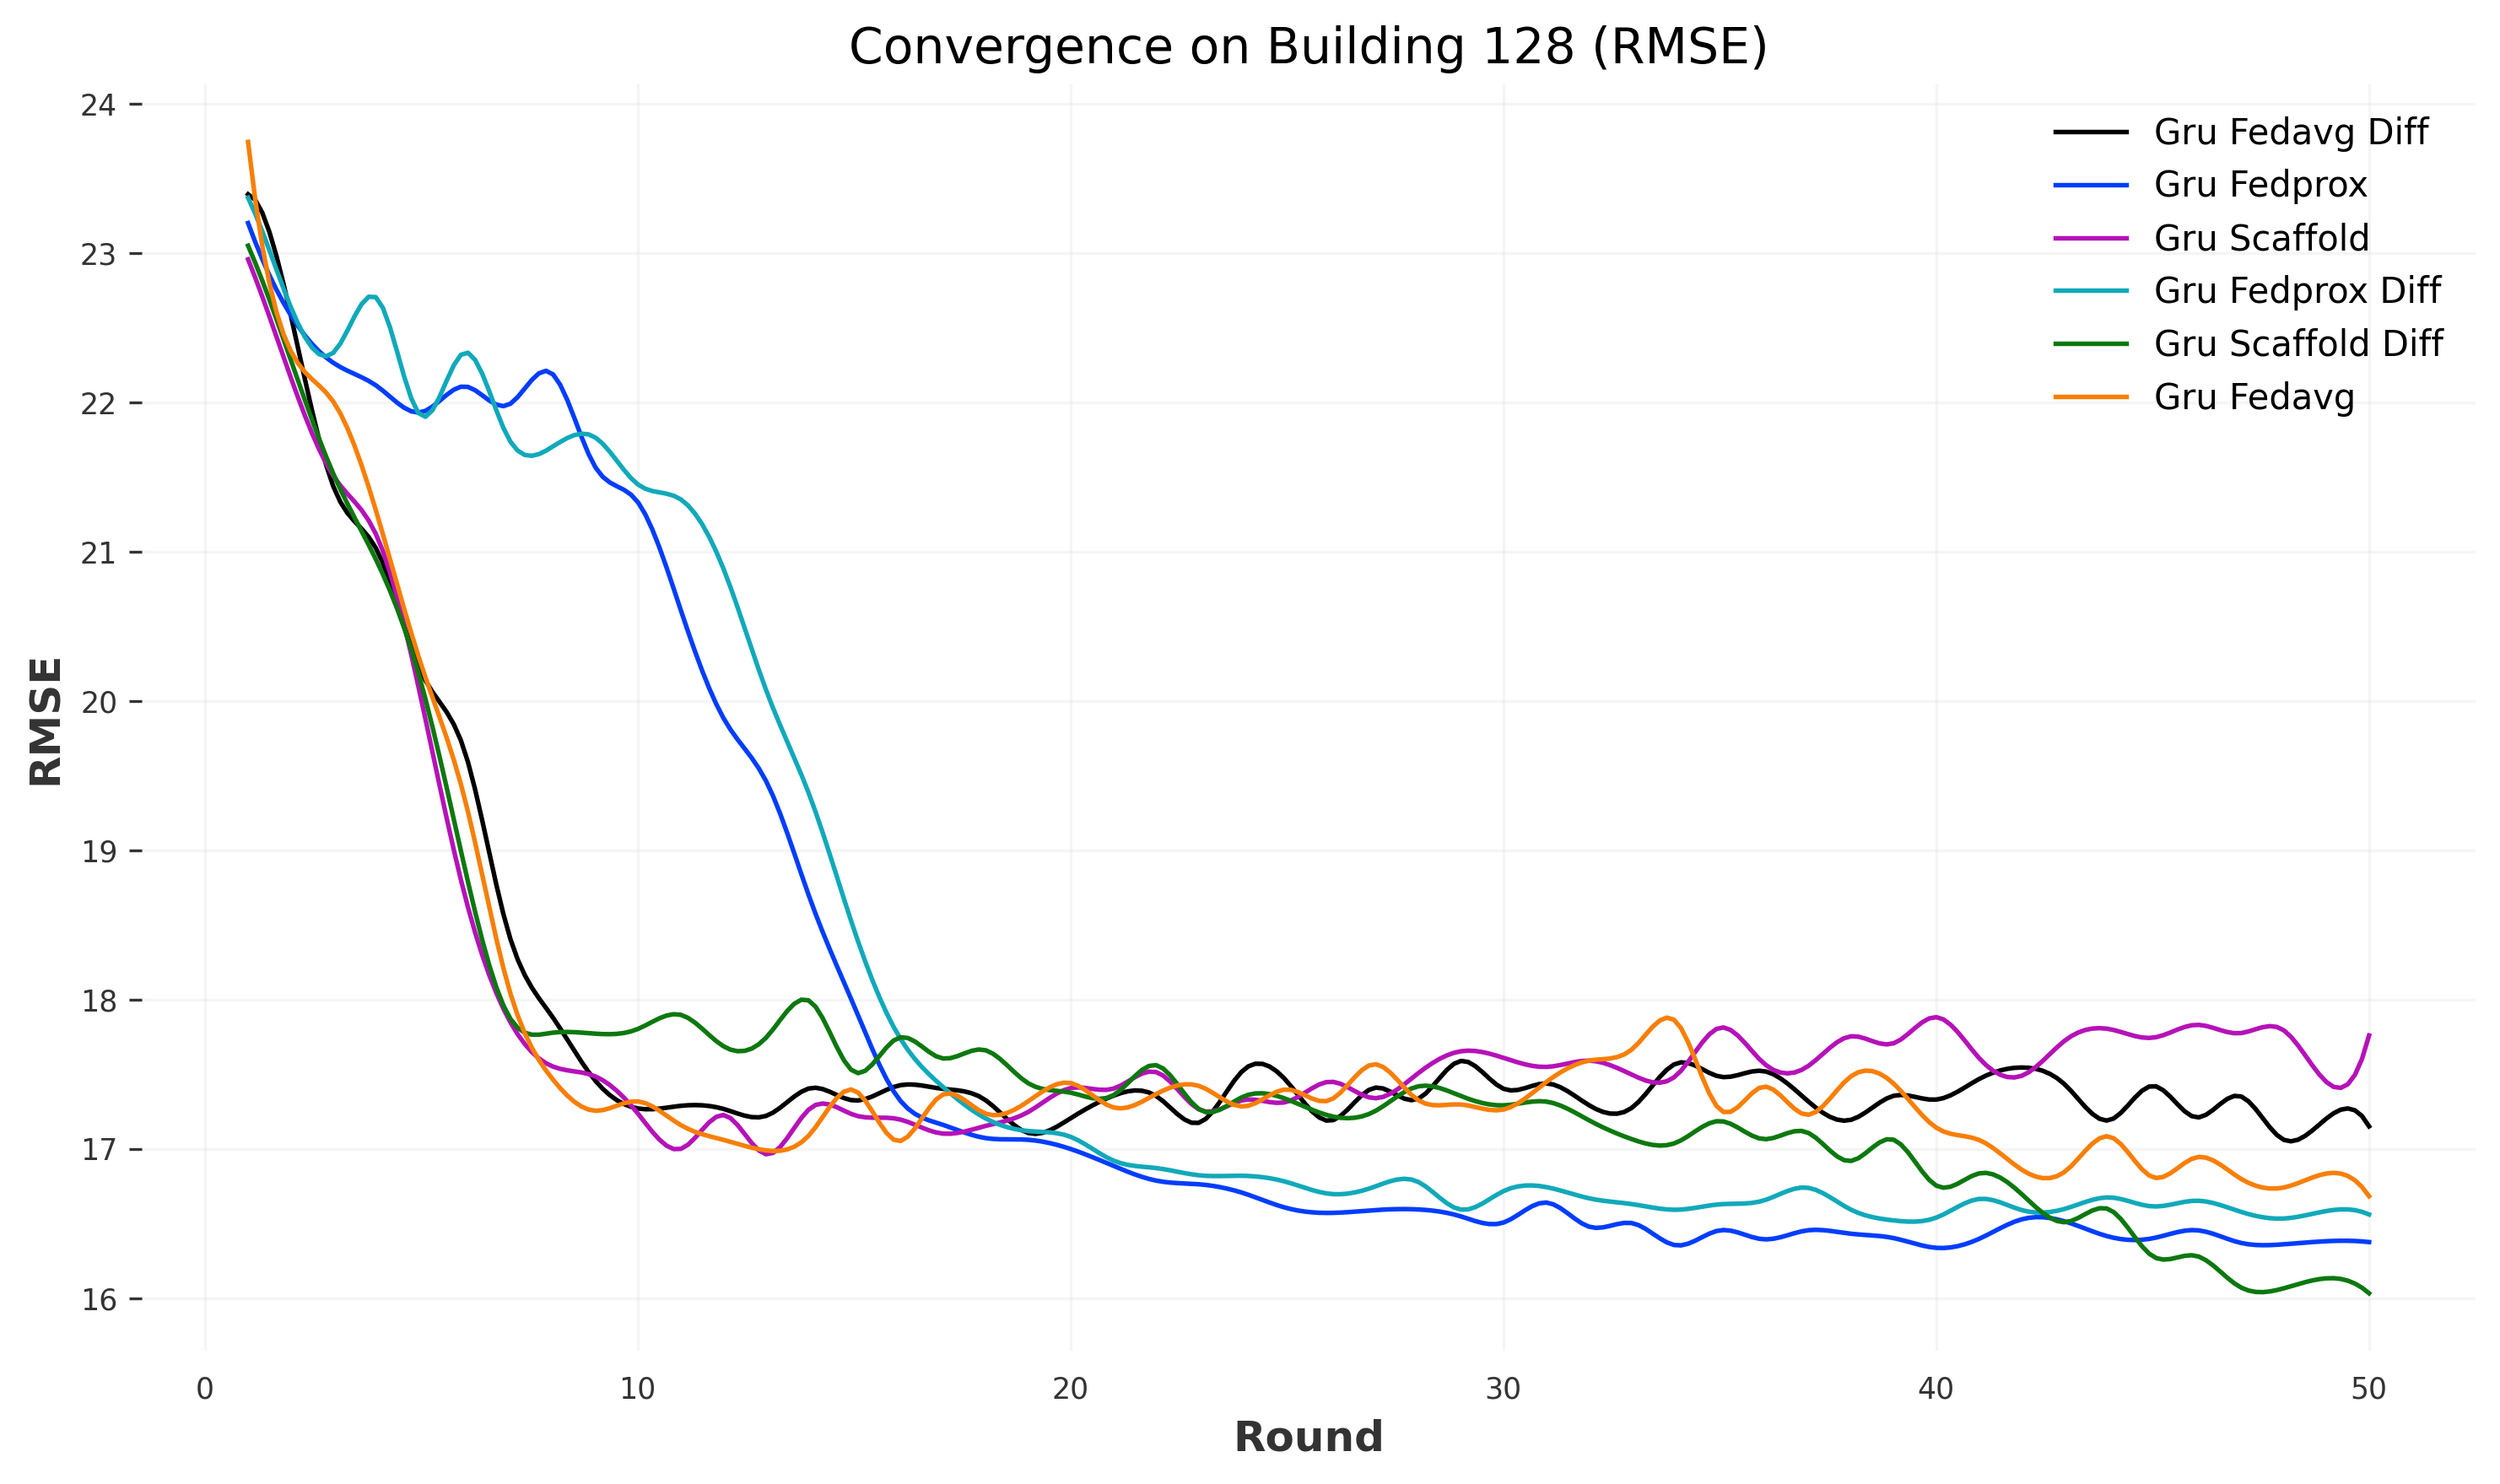 Convergence on Building 128 (RMSE)
24
23
22
21
20
19
18
17
16
RMSE
Gru Fedavg Diff
Gru Fedprox
Gru Scaffold
Gru Fedprox Diff
Gru Scaffold Diff
Gru Fedavg
0 10 20 30 40 50
Round